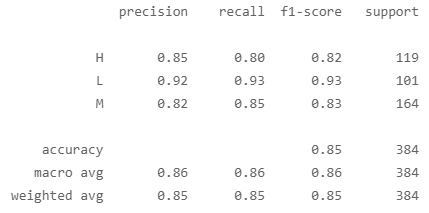 precision recall f1-score support
H 0.85 0.80 0.82 119
L 0.92 0.93 0.93 101
M 0.82 0.85 0.83 164
accuracy 0.85 384
macro avg 0.86 0.86 0.86 384
weighted avg 0.85 0.85 0.85 384